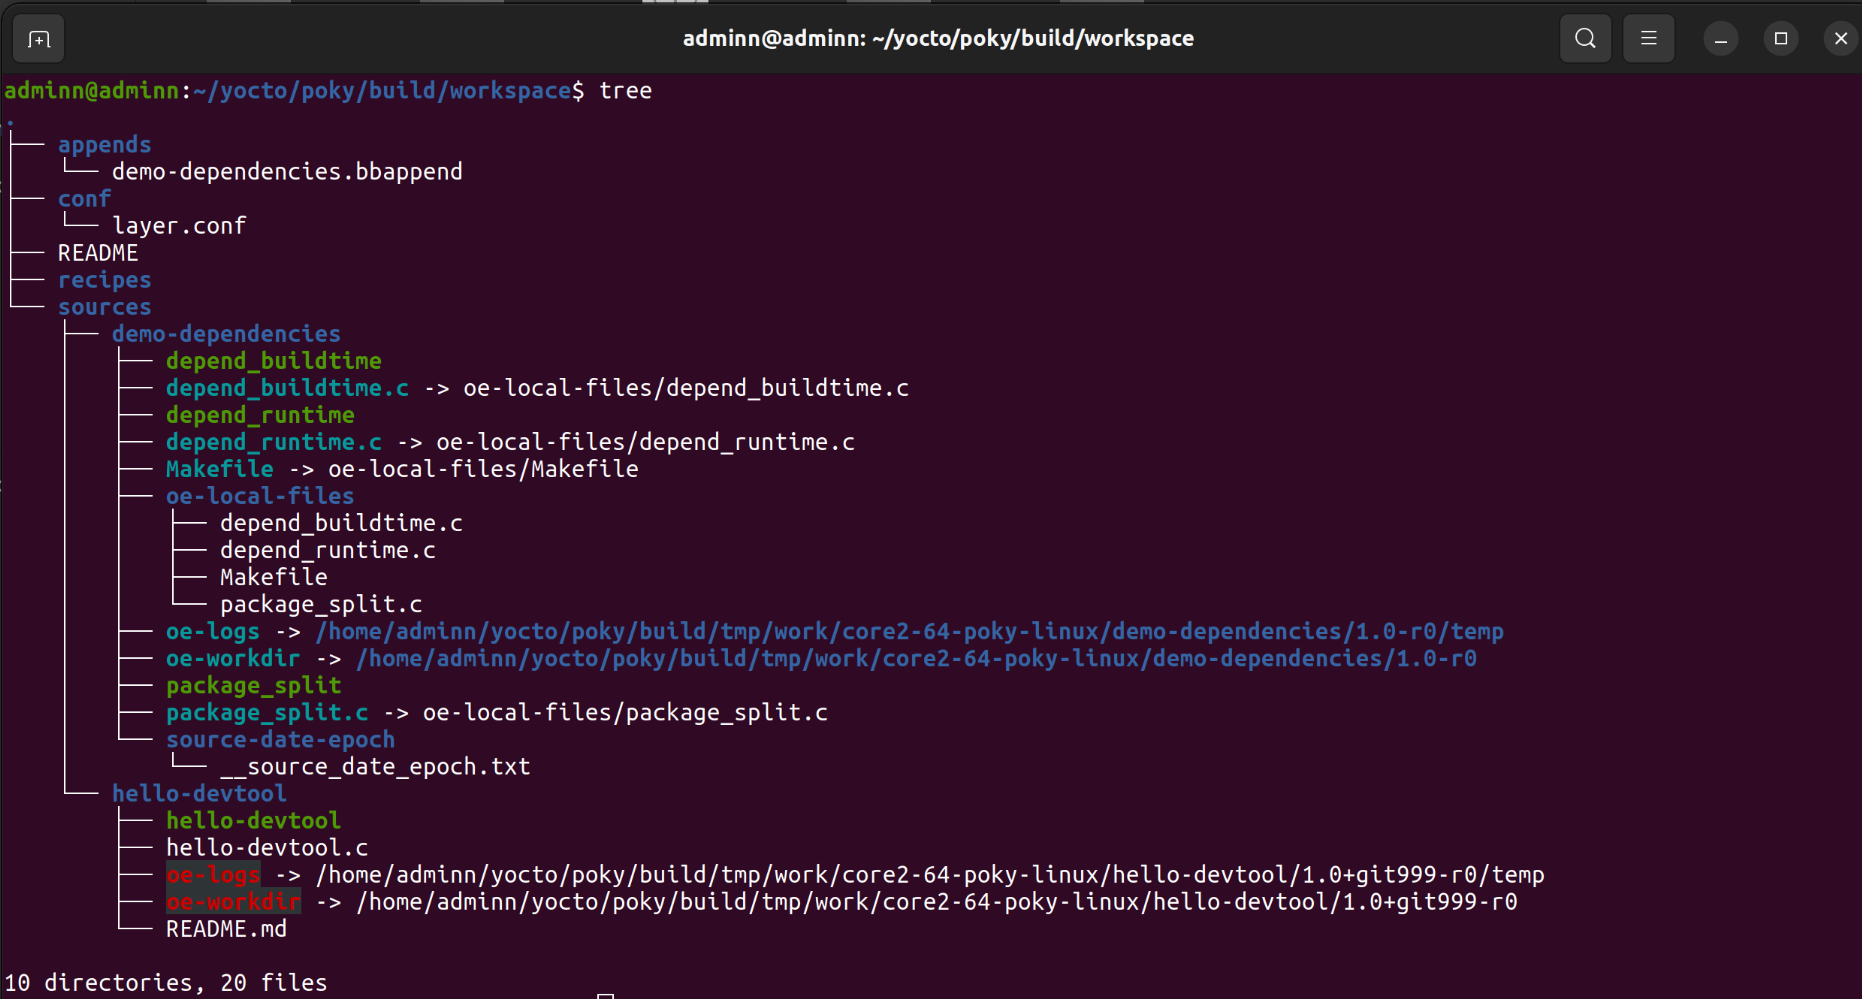 adminn@adminn: ~/yocto/poky/build/workspace
adminn@adminn:~/yocto/poky/build/workspace$ tree
.
├── appends
│   └── demo-dependencies.bbappend
├── conf
│   └── layer.conf
├── README
├── recipes
└── sources
    ├── demo-dependencies
    │   ├── depend_buildtime
    │   ├── depend_buildtime.c -> oe-local-files/depend_buildtime.c
    │   ├── depend_runtime
    │   ├── depend_runtime.c -> oe-local-files/depend_runtime.c
    │   ├── Makefile -> oe-local-files/Makefile
    │   ├── oe-local-files
    │   │   ├── depend_buildtime.c
    │   │   ├── depend_runtime.c
    │   │   ├── Makefile
    │   │   └── package_split.c
    │   ├── oe-logs -> /home/adminn/yocto/poky/build/tmp/work/core2-64-poky-linux/demo-dependencies/1.0-r0/temp
    │   ├── oe-workdir -> /home/adminn/yocto/poky/build/tmp/work/core2-64-poky-linux/demo-dependencies/1.0-r0
    │   ├── package_split
    │   ├── package_split.c -> oe-local-files/package_split.c
    │   └── source-date-epoch
    │       └── __source_date_epoch.txt
    └── hello-devtool
        ├── hello-devtool
        ├── hello-devtool.c
        ├── oe-logs -> /home/adminn/yocto/poky/build/tmp/work/core2-64-poky-linux/hello-devtool/1.0+git999-r0/temp
        ├── oe-workdir -> /home/adminn/yocto/poky/build/tmp/work/core2-64-poky-linux/hello-devtool/1.0+git999-r0
        └── README.md
10 directories, 20 files